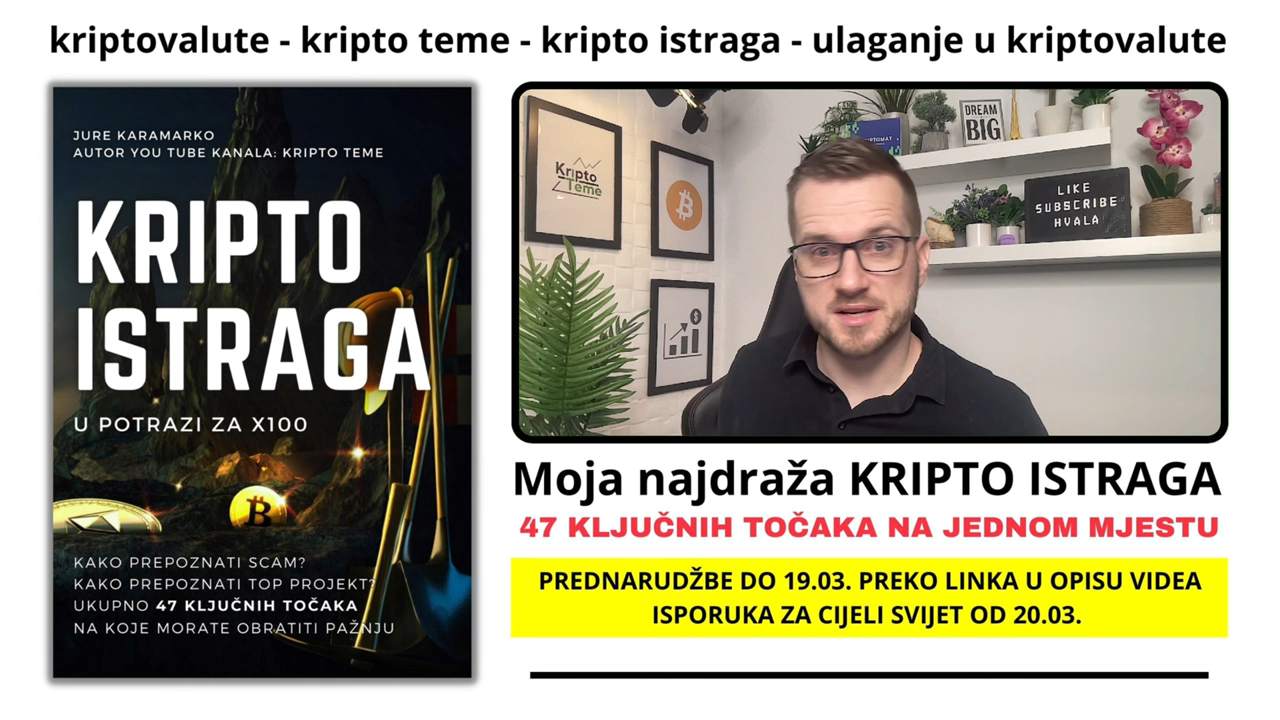 kriptovalute - kripto teme - kripto istraga - ulaganje u kriptovalute
JURE KARAMARKO
AUTOR YOU TUBE KANALA: KRIPTO TEME
KRIPTO
ISTRAGA
U POTRAZI ZA X100
B
KAKO PREPOZNATI SCAM?
KAKO PREPOZNATI TOP PROJEKT?
UKUPNO 47 KLJUČNIH TOČAKA
NA KOJE MORATE OBRATITI PAŽNJU
Kripto
Teme
DREAM
BIG
LIKE
SUBSCRIBE
HVALA
Moja najdraža KRIPTO ISTRAGA
47 KLJUČNIH TOČAKA NA JEDNOM MJESTU
PREDNARUDŽBE DO 19.03. PREKO LINKA U OPISU VIDEA
ISPORUKA ZA CIJELI SVIJET OD 20.03.